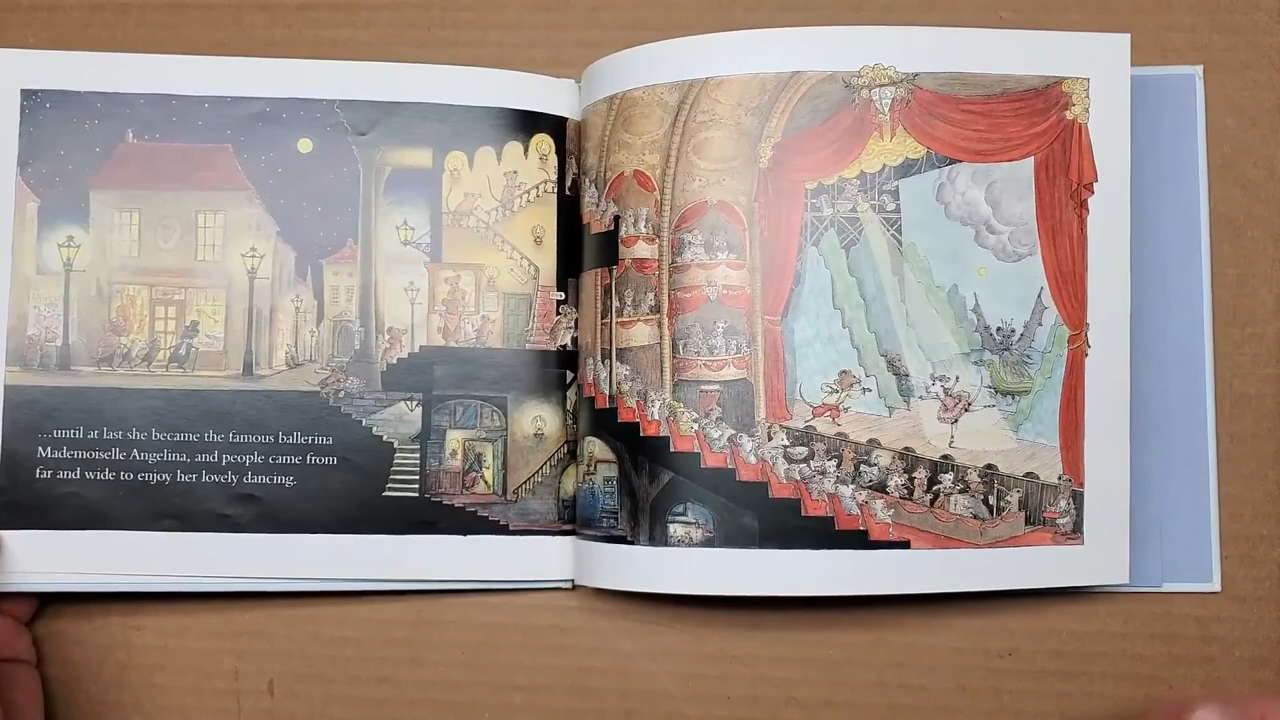 …until at last she became the famous ballerina
Mademoiselle Angelina, and people came from
far and wide to enjoy her lovely dancing.